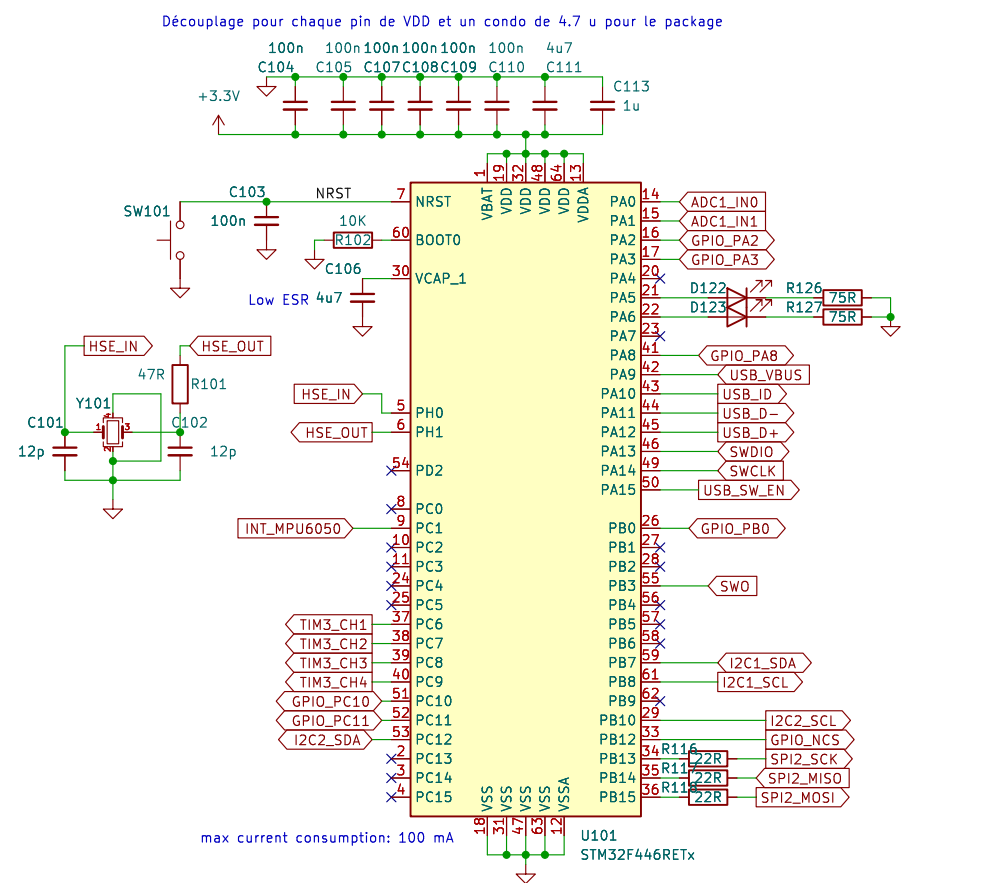 Découplage pour chaque pin de VDD et un condo de 4.7 u pour le package
100n 100n 100n 100n 100n 100n 4u7
C104 C105 C107 C108 C109 C110 C111 C113
+3.3V 1u
1 19 32 48 64 13
VBAT VDD VDD VDD VDD VDDA
C103 NRST 7 NRST PA0 14 ADC1_IN0
SW101 100n PA1 15 ADC1_IN1
10K
R102 60 BOOT0 PA2 16 GPIO_PA2
PA3 17 GPIO_PA3
C106 30 VCAP_1 PA4 20
Low ESR 4u7 PA5 21 D122 R126 75R
PA6 22 D123 R127 75R
PA7 23
HSE_IN HSE_OUT PA8 41 GPIO_PA8
47R R101 PA9 42 USB_VBUS
HSE_IN PA10 43 USB_ID
Y101 5 PH0 PA11 44 USB_D-
C101 4 1 3 2 C102 HSE_OUT 6 PH1 PA12 45 USB_D+
12p 12p PA13 46 SWDIO
54 PD2 PA14 49 SWCLK
PA15 50 USB_SW_EN
8 PC0
INT_MPU6050 9 PC1 PB0 26 GPIO_PB0
10 PC2 PB1 27
11 PC3 PB2 28
24 PC4 PB3 55 SWO
25 PC5 PB4 56
TIM3_CH1 37 PC6 PB5 57
TIM3_CH2 38 PC7 PB6 58
TIM3_CH3 39 PC8 PB7 59 I2C1_SDA
TIM3_CH4 40 PC9 PB8 61 I2C1_SCL
GPIO_PC10 51 PC10 PB9 62
GPIO_PC11 52 PC11 PB10 29 I2C2_SCL
I2C2_SDA 53 PC12 PB12 33 GPIO_NCS
2 PC13 PB13 34 R116 22R SPI2_SCK
3 PC14 PB14 35 R117 22R SPI2_MISO
4 PC15 PB15 36 R118 22R SPI2_MOSI
VSS VSS VSS VSS VSSA
18 31 47 63 12
max current consumption: 100 mA
U101
STM32F446RETx